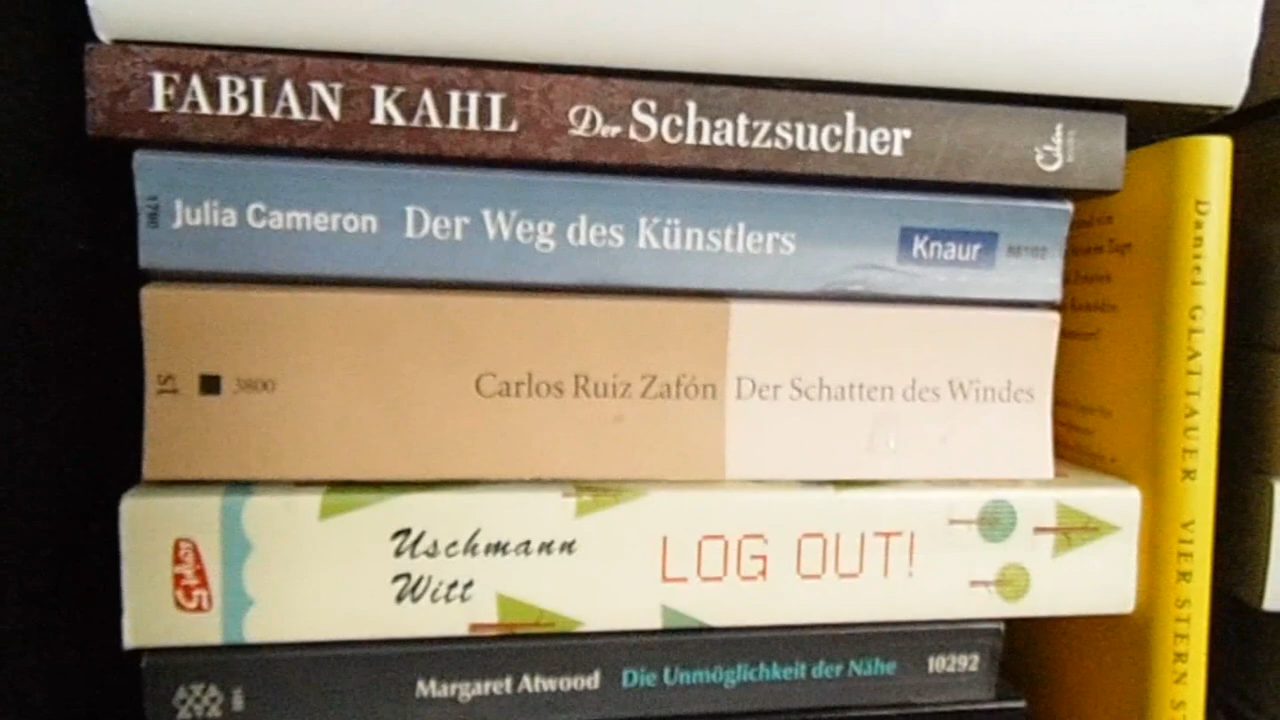 FABIAN KAHL Der Schatzsucher
Julia Cameron Der Weg des Künstlers Knaur
3800 Carlos Ruiz Zafón Der Schatten des Windes
Uschmann
Witt
LOG OUT!
Margaret Atwood Die Unmöglichkeit der Nähe 10292
Daniel GLATTAUER VIER STERN S